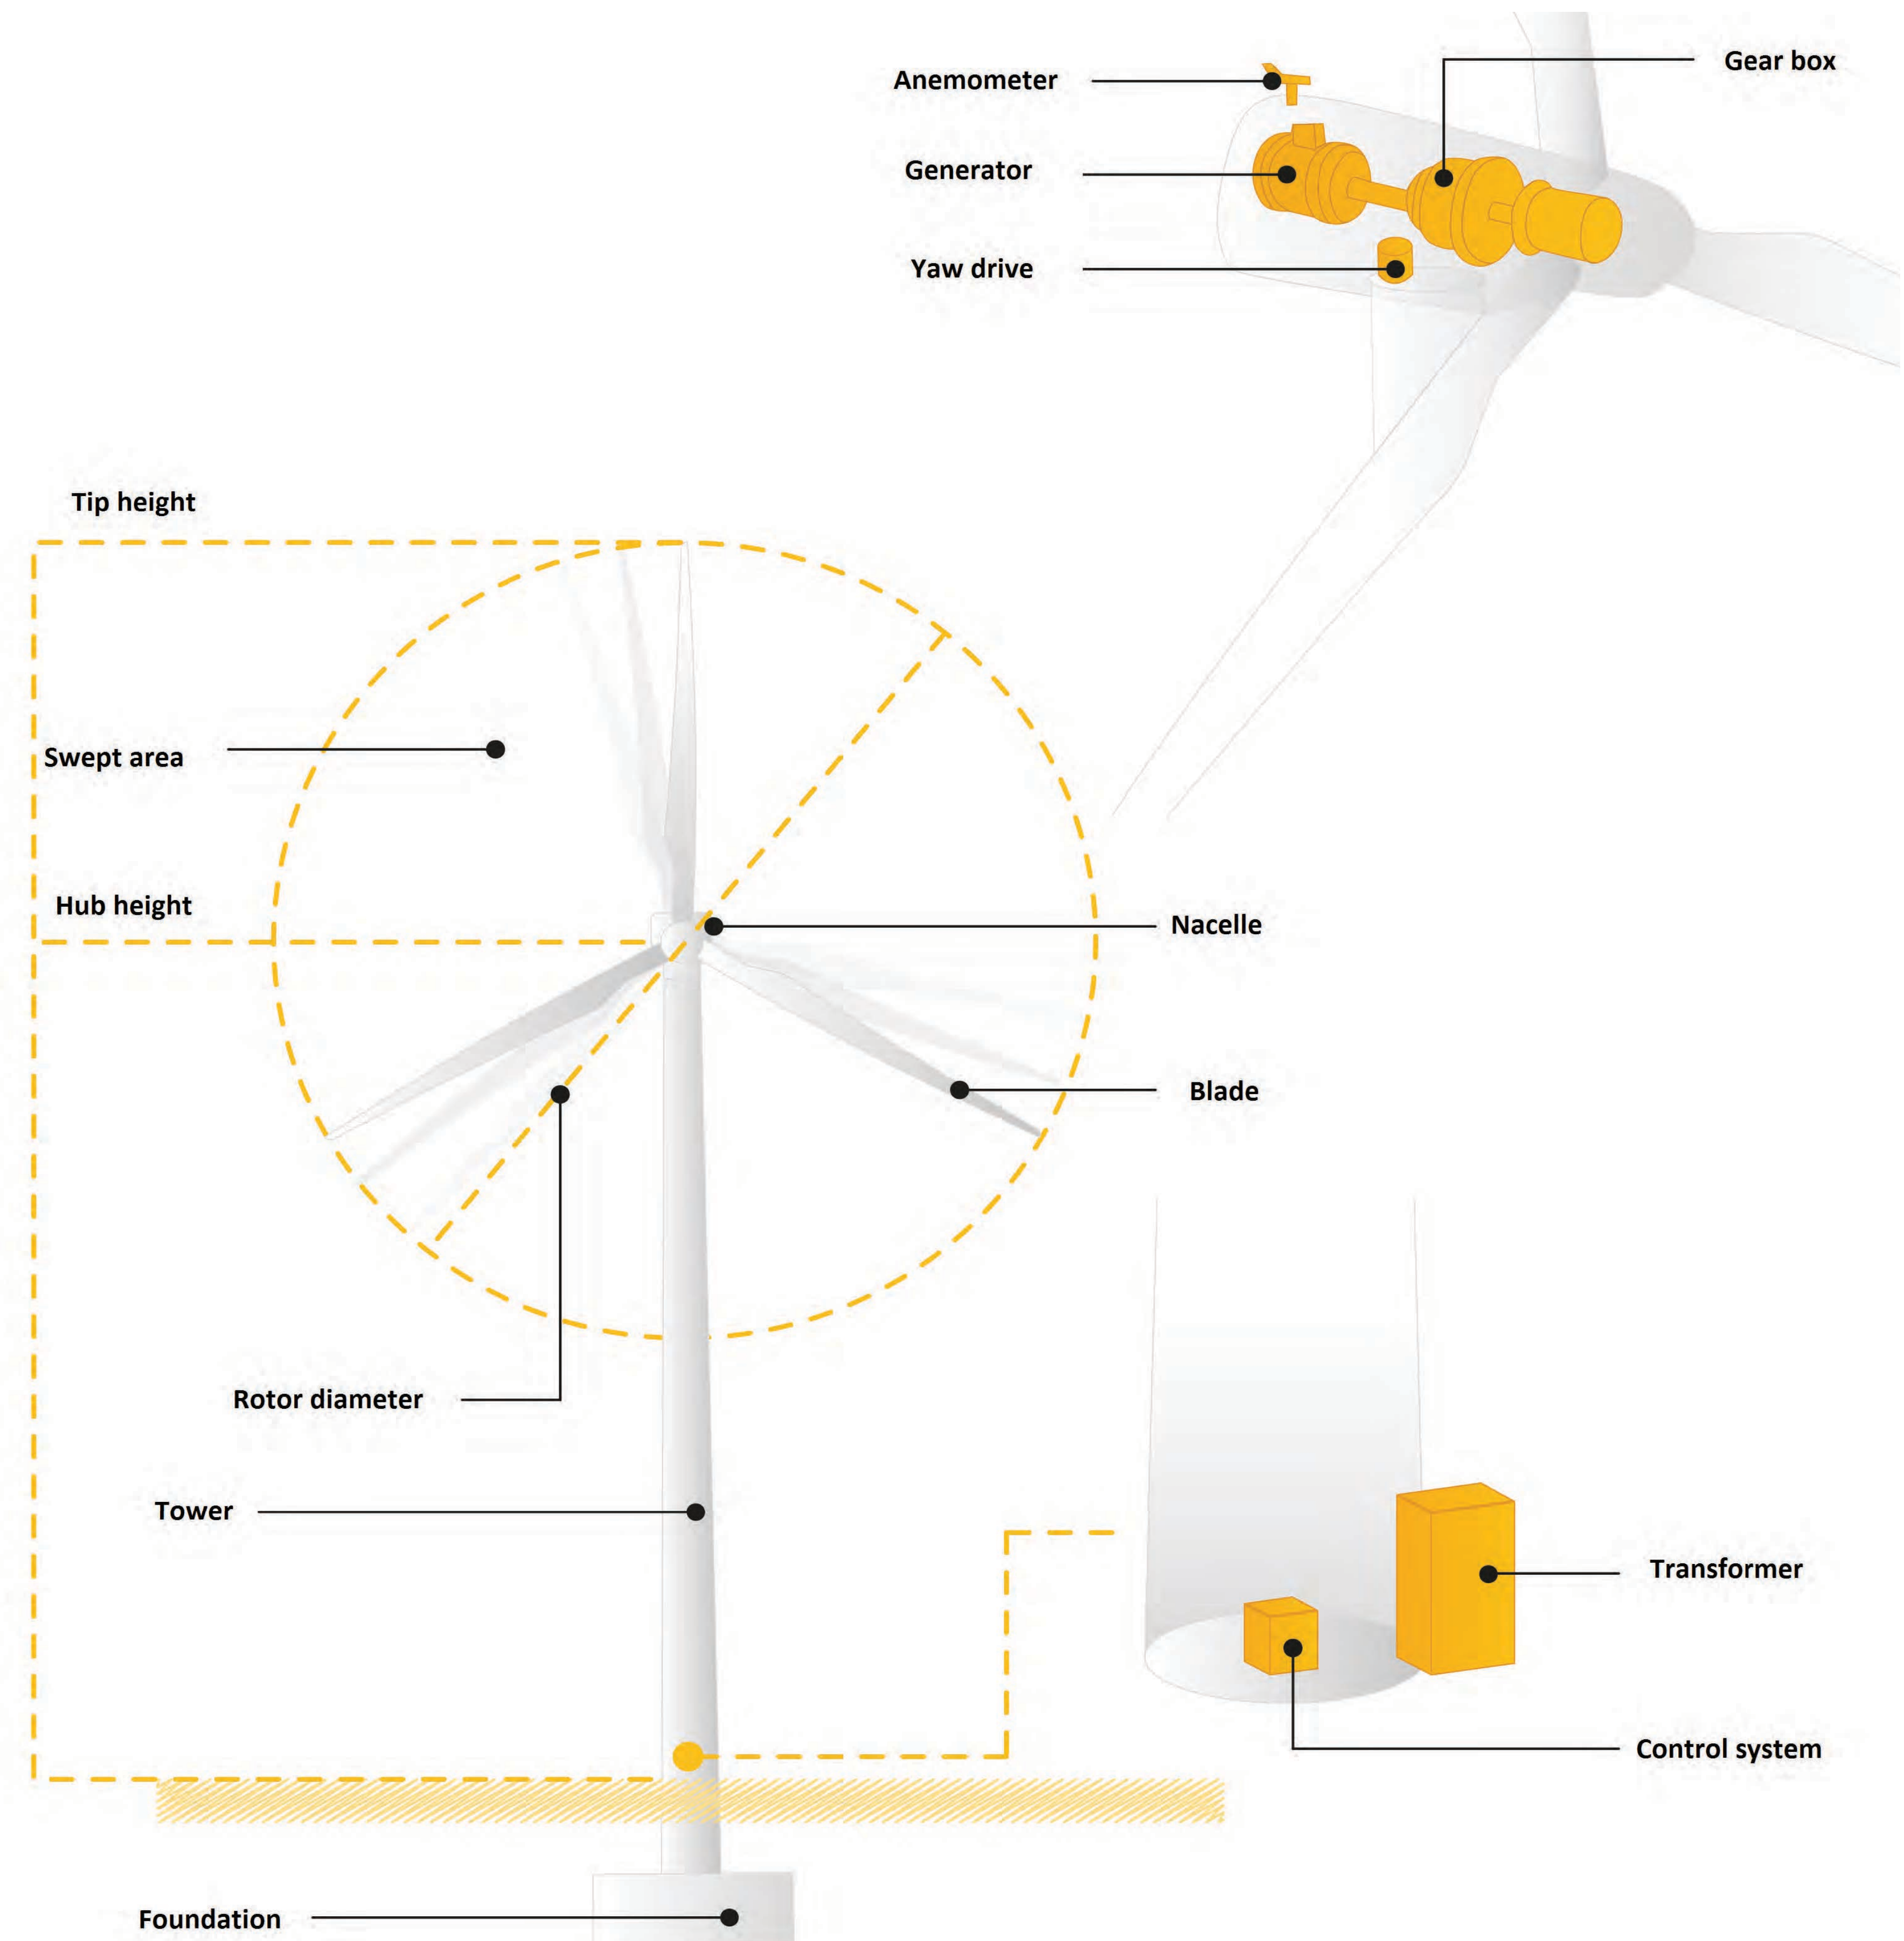 Gear box
Anemometer
Generator
Yaw drive
Tip height
Swept area
Hub height
Nacelle
Blade
Rotor diameter
Tower
Transformer
Control system
Foundation